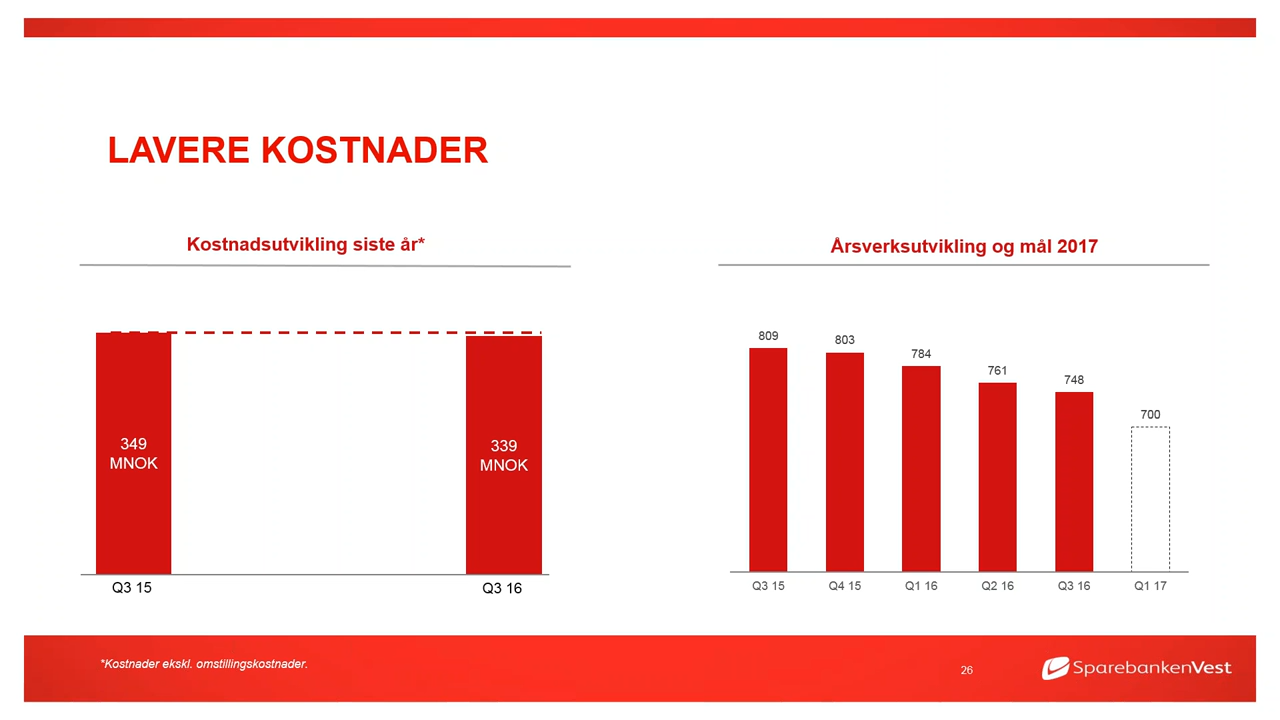 LAVERE KOSTNADER
Kostnadsutvikling siste år*
349
MNOK
339
MNOK
Q3 15
Q3 16
Årsverksutvikling og mål 2017
809
803
784
761
748
700
Q3 15
Q4 15
Q1 16
Q2 16
Q3 16
Q1 17
*Kostnader ekskl. omstillingskostnader.
26
SparebankenVest